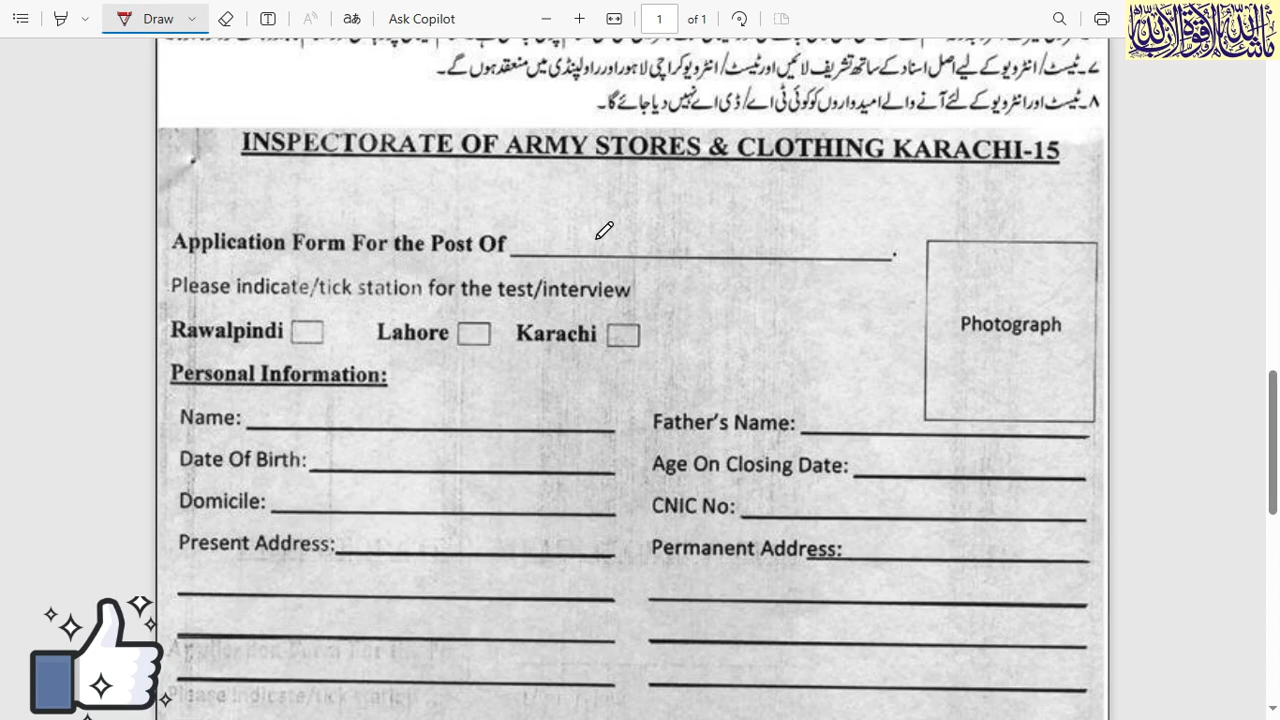 Draw
Ask Copilot
1 of 1
ماشاءاللہ لاقوة الا باللہ
۷۔ ٹیسٹ/ انٹرویو کے لیے اصل اسناد کے ساتھ تشریف لائیں اور ٹیسٹ/ انٹرویو کراچی لاہور اور راولپنڈی میں منعقد ہوں گے۔
۸۔ ٹیسٹ اور انٹرویو کے لئے آنے والے امیدواروں کو کوئی ٹی اے/ ڈی اے نہیں دیا جائے گا۔
INSPECTORATE OF ARMY STORES & CLOTHING KARACHI-15
Application Form For the Post Of
Please indicate/tick station for the test/interview
Rawalpindi Lahore Karachi
Photograph
Personal Information:
Name: Father's Name:
Date Of Birth: Age On Closing Date:
Domicile: CNIC No:
Present Address: Permanent Address: